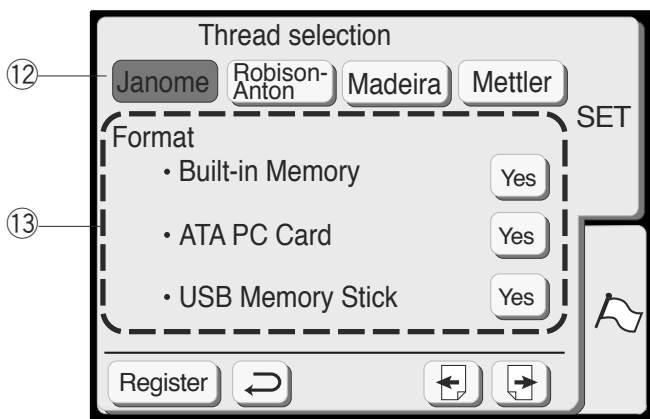 Thread selection
⑫
Janome
Robison-
Anton
Madeira
Mettler
SET
Format
• Built-in Memory
Yes
⑬
• ATA PC Card
Yes
• USB Memory Stick
Yes
Register